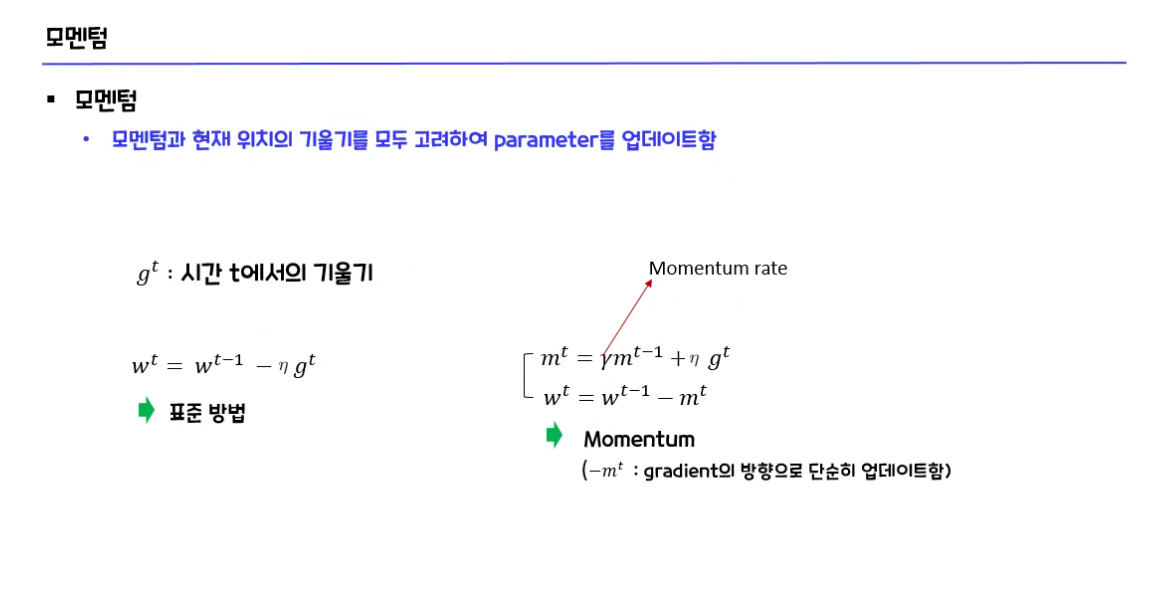 모멘텀
▪ 모멘텀
• 모멘텀과 현재 위치의 기울기를 모두 고려하여 parameter를 업데이트함
Momentum rate
g^t : 시간 t에서의 기울기
m^t = γm^{t−1} + η g^t
w^t = w^{t−1} − η g^t
w^t = w^{t−1} − m^t
표준 방법
Momentum
(−m^t : gradient의 방향으로 단순히 업데이트함)